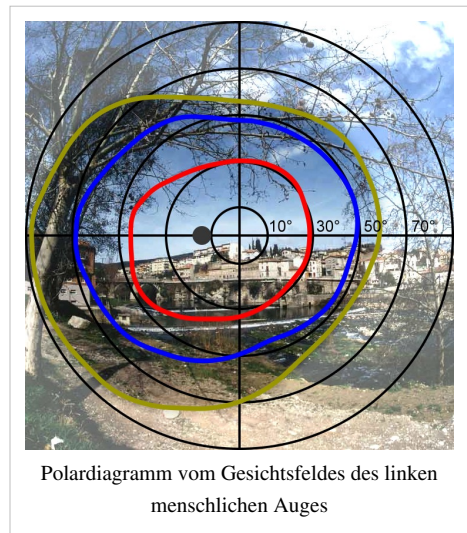 10° 30° 50° 70°
Polardiagramm vom Gesichtsfeldes des linken
menschlichen Auges